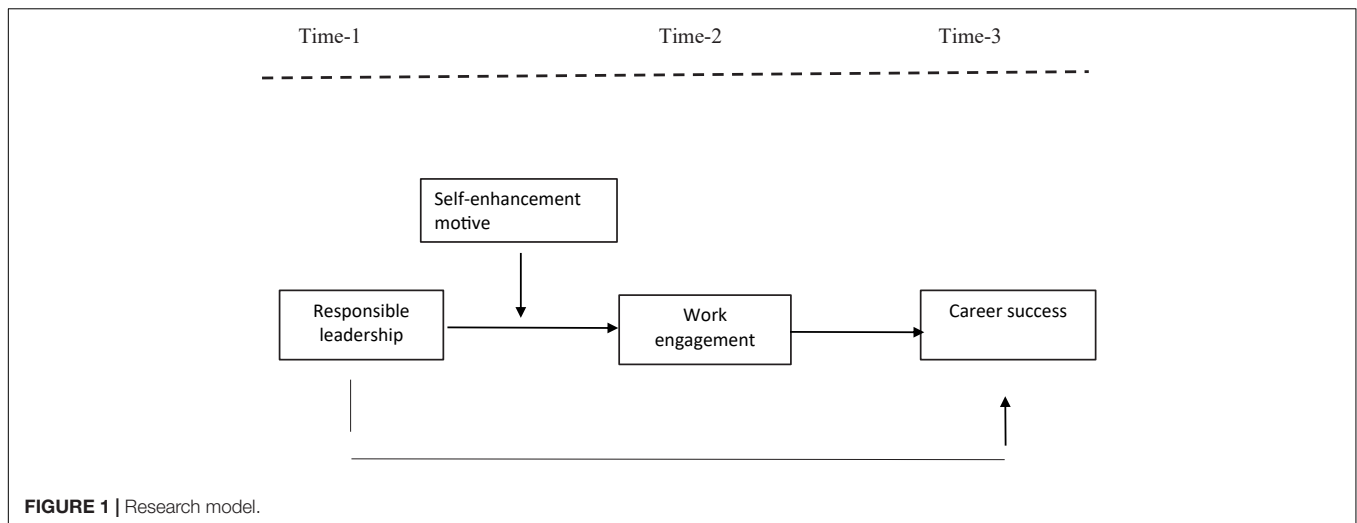 Time-1 Time-2 Time-3
Self-enhancement
motive
Responsible
leadership
Work
engagement
Career success
FIGURE 1 | Research model.